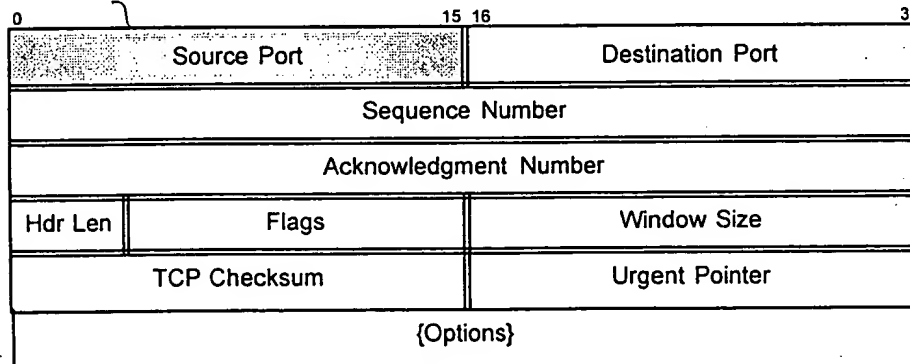 0 15 16 3
Source Port Destination Port
Sequence Number
Acknowledgment Number
Hdr Len Flags Window Size
TCP Checksum Urgent Pointer
{Options}